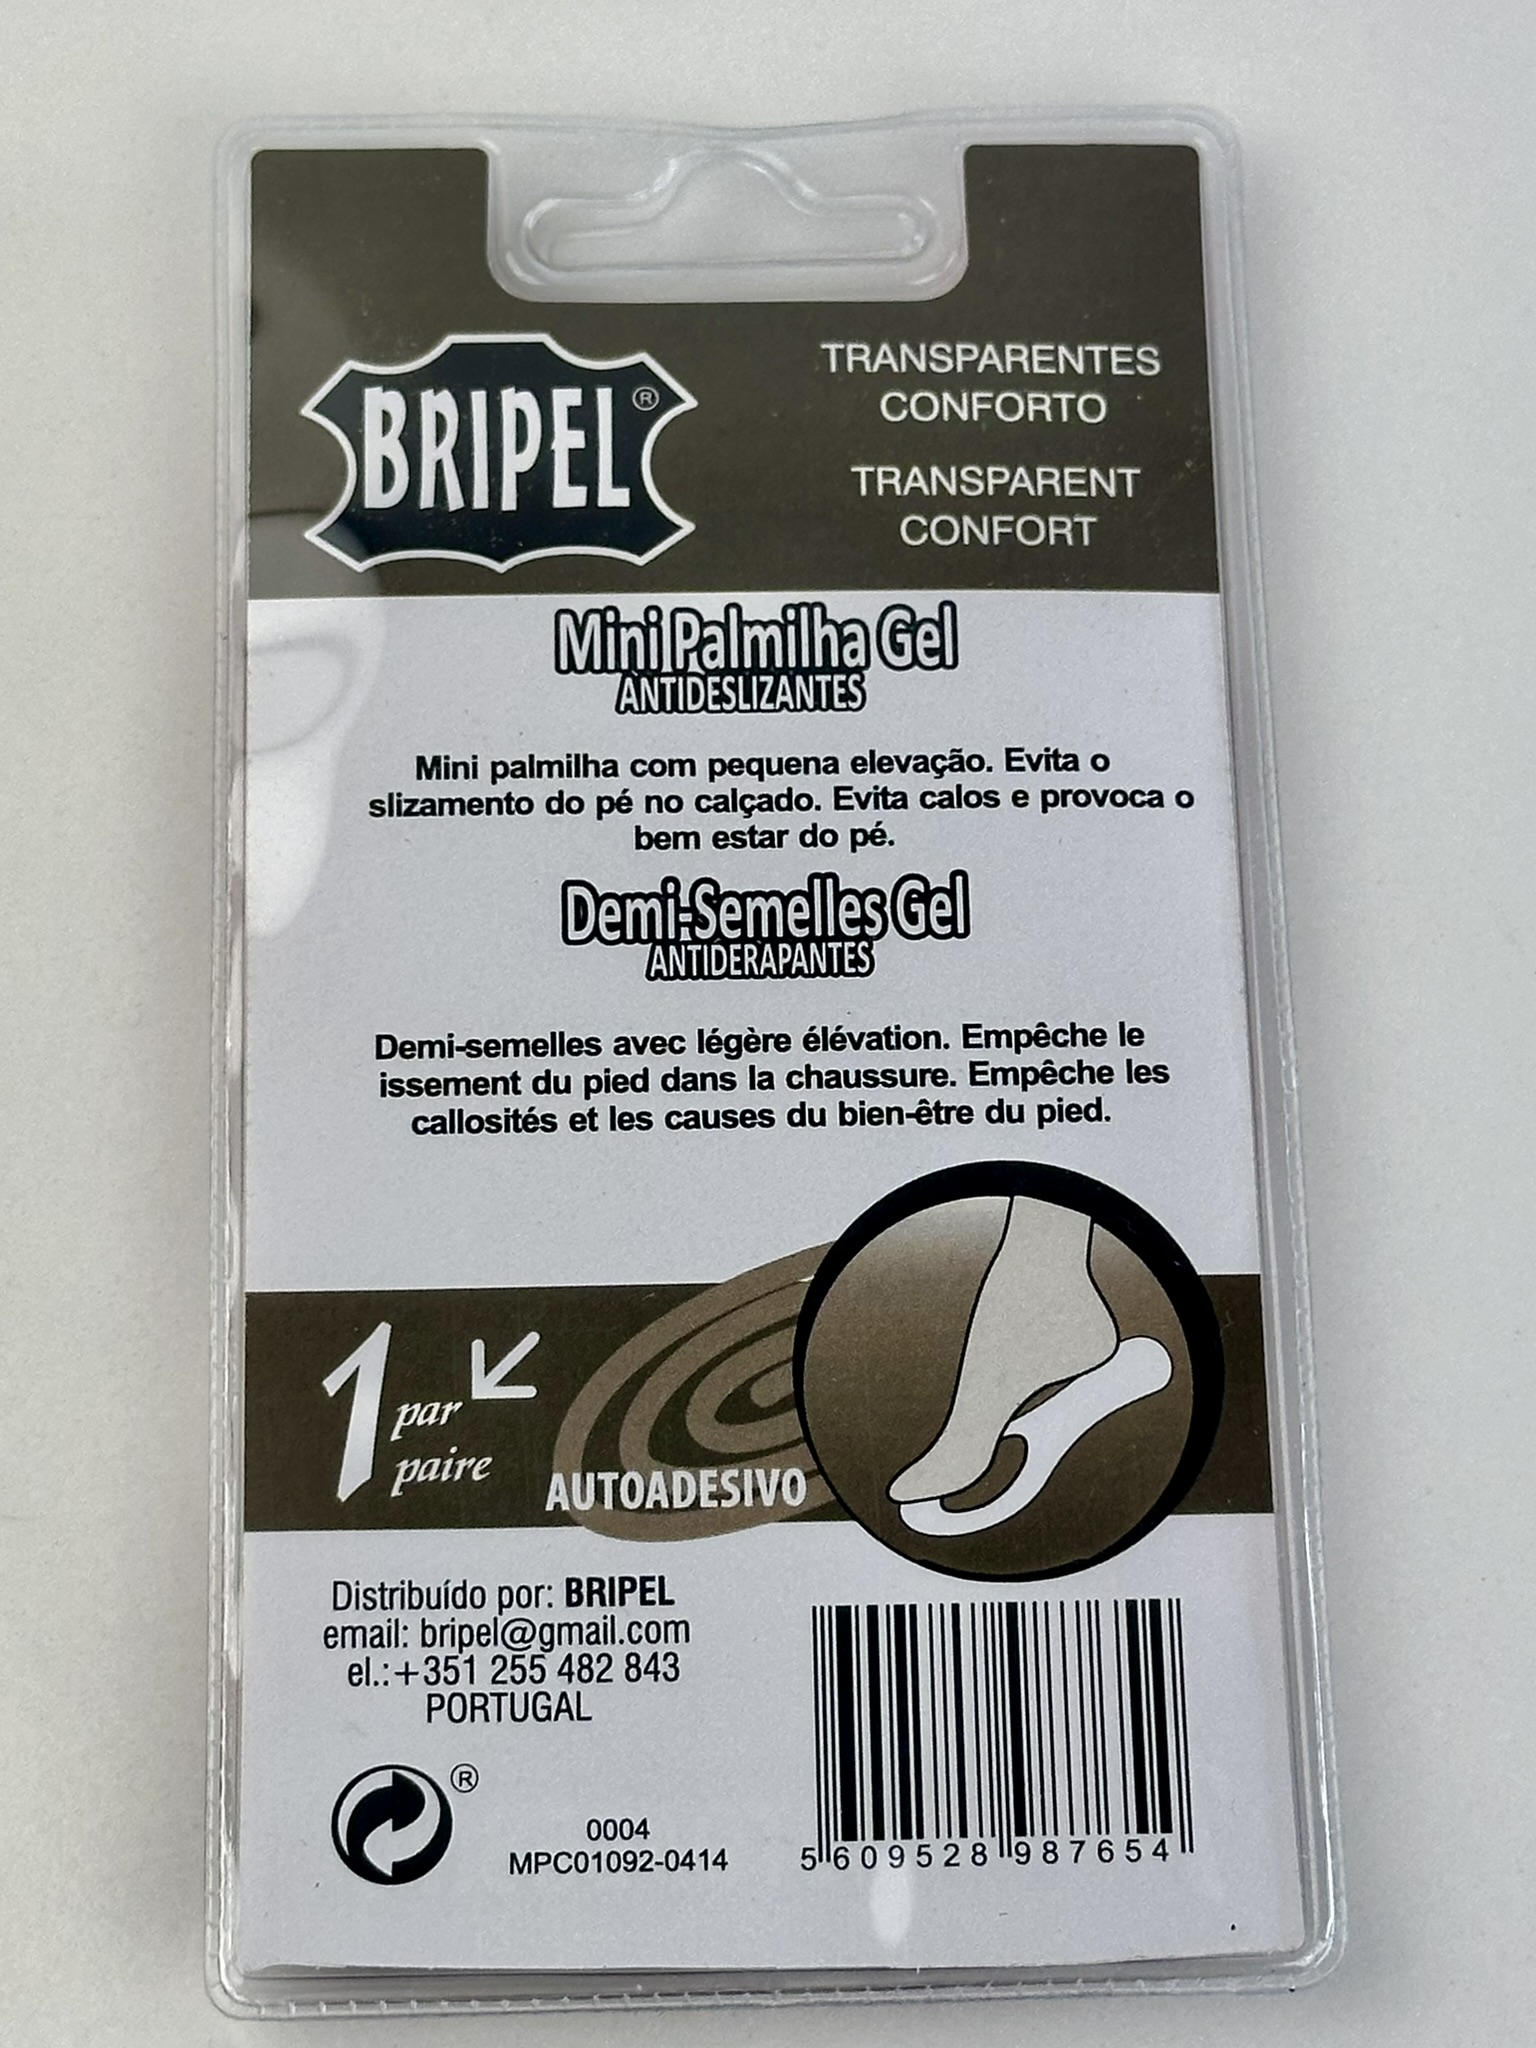 BRIPEL®
TRANSPARENTES
CONFORTO
TRANSPARENT
CONFORT
Mini Palmilha Gel
ANTIDESLIZANTES
Mini palmilha com pequena elevação. Evita o
slizamento do pé no calçado. Evita calos e provoca o
bem estar do pé.
Demi-Semelles Gel
ANTIDERAPANTES
Demi-semelles avec légère élévation. Empêche le
issement du pied dans la chaussure. Empêche les
callosités et les causes du bien-être du pied.
1 par
paire
AUTOADESIVO
Distribuído por: BRIPEL
email: bripel@gmail.com
el.:+351 255 482 843
PORTUGAL
®
0004
MPC01092-0414
5 609528 987654